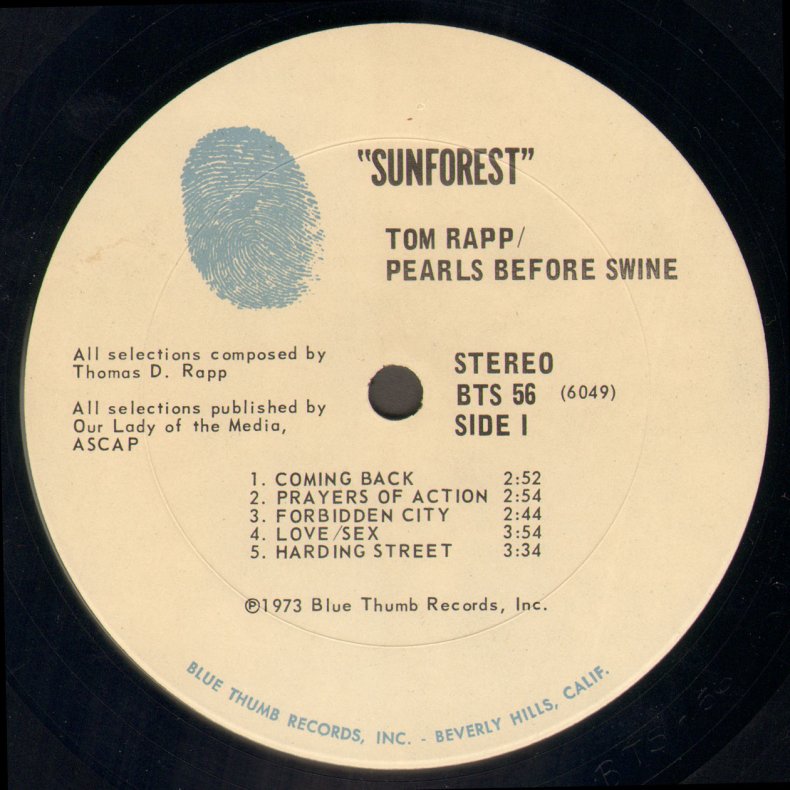 "SUNFOREST"
TOM RAPP/
PEARLS BEFORE SWINE
All selections composed by
Thomas D. Rapp
All selections published by
Our Lady of the Media,
ASCAP
STEREO
BTS 56 (6049)
SIDE I
1. COMING BACK 2:52
2. PRAYERS OF ACTION 2:54
3. FORBIDDEN CITY 2:44
4. LOVE/SEX 3:54
5. HARDING STREET 3:34
℗1973 Blue Thumb Records, Inc.
BLUE THUMB RECORDS, INC. - BEVERLY HILLS, CALIF.